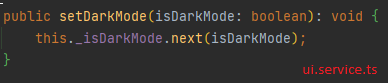 public setDarkMode(isDarkMode: boolean): void {
    this._isDarkMode.next(isDarkMode);
}
ui.service.ts